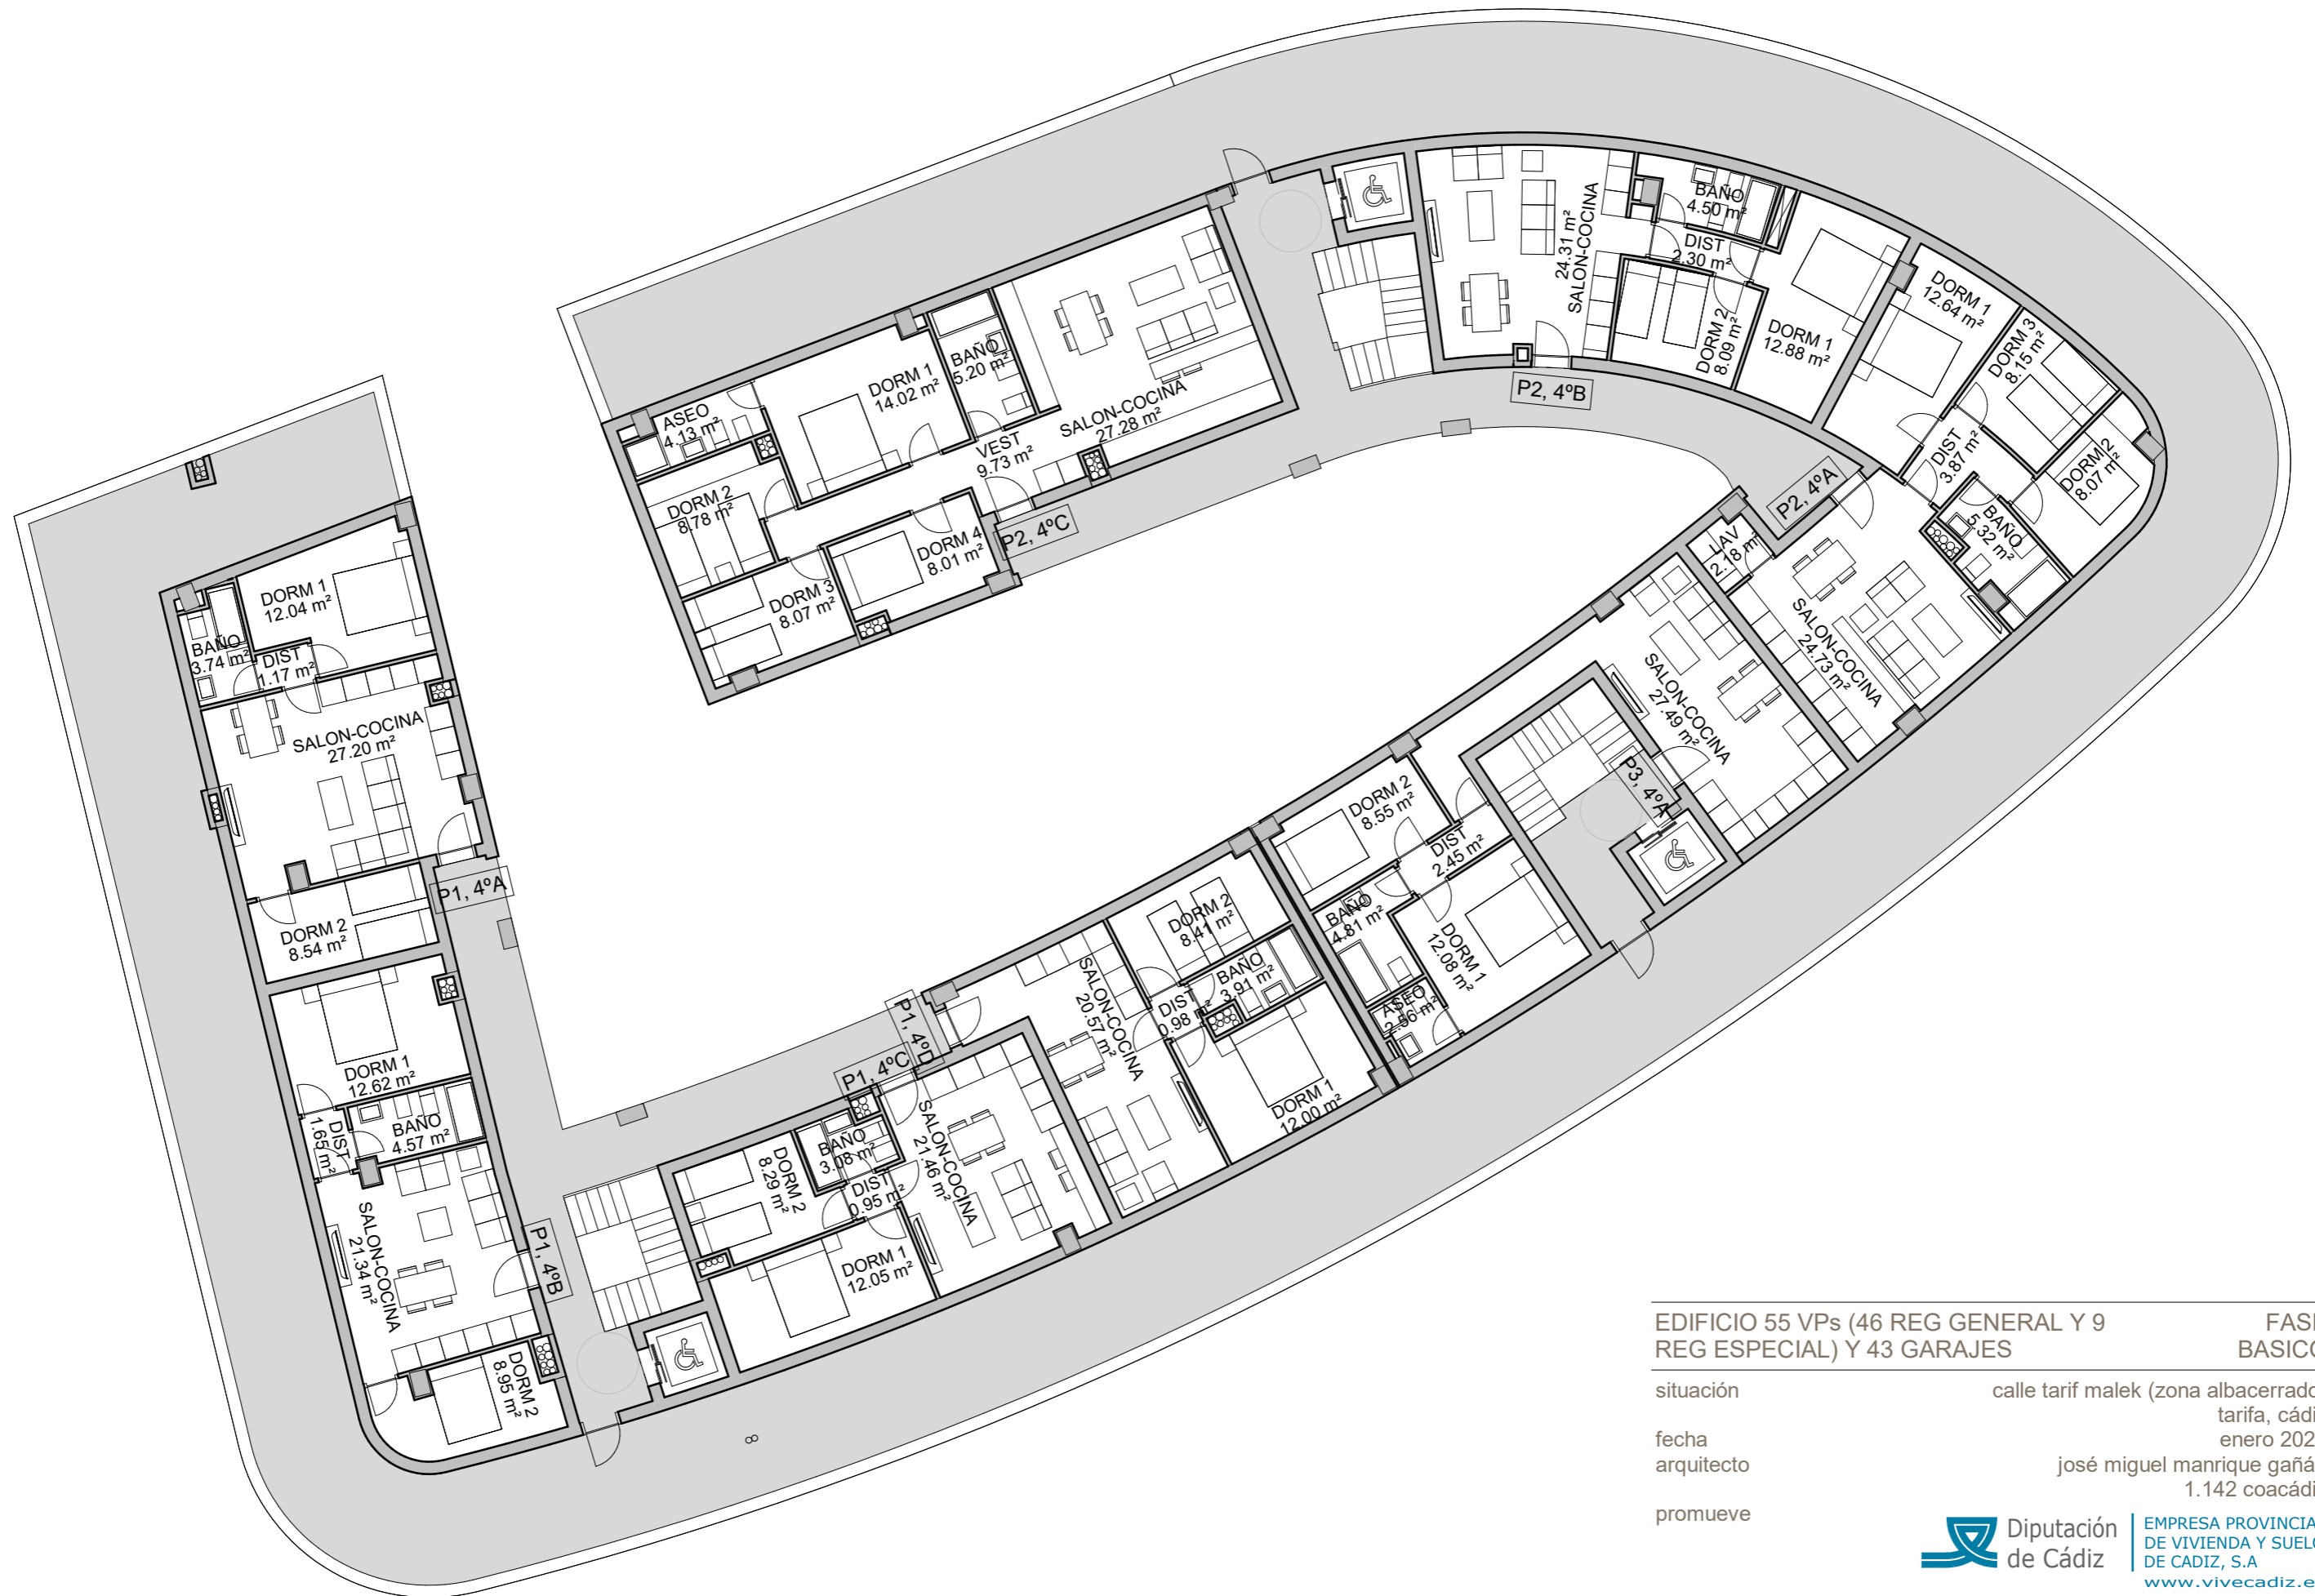 BAÑO
4.50 m²
24.31 m²
SALON-COCINA
DIST
2.30 m²
DORM 2
8.09 m²
DORM 1
12.88 m²
P2, 4ºB
DORM 1
12.64 m²
DORM 3
8.15 m²
DIST
3.87 m²
DORM 2
8.07 m²
BAÑO
5.32 m²
P2, 4ºA
LAV
2.18 m²
SALON-COCINA
24.73 m²
ASEO
4.13 m²
DORM 1
14.02 m²
BAÑO
5.20 m²
SALON-COCINA
27.28 m²
VEST
9.73 m²
DORM 2
8.78 m²
DORM 4
8.01 m²
DORM 3
8.07 m²
P2, 4ºC
DORM 1
12.04 m²
BAÑO
3.74 m²
DIST
1.17 m²
SALON-COCINA
27.20 m²
P1, 4ºA
DORM 2
8.54 m²
DORM 1
12.62 m²
DIST
1.65 m²
BAÑO
4.57 m²
SALON-COCINA
21.34 m²
P1, 4ºB
DORM 2
8.95 m²
SALON-COCINA
27.49 m²
P3, 4ºA
DORM 2
8.55 m²
DIST
2.45 m²
BAÑO
4.81 m²
DORM 1
12.08 m²
ASEO
2.56 m²
DORM 2
8.41 m²
BAÑO
3.91 m²
DIST
0.98 m²
SALON-COCINA
20.57 m²
DORM 1
12.00 m²
P1, 4ºD
P1, 4ºC
SALON-COCINA
21.46 m²
BAÑO
3.08 m²
DORM 2
8.29 m²
DIST
0.95 m²
DORM 1
12.05 m²
EDIFICIO 55 VPs (46 REG GENERAL Y 9
REG ESPECIAL) Y 43 GARAJES
situación calle tarif malek (zona
fecha enero
arquitecto josé miguel manrique
1.142
promueve
Diputación
de Cádiz
EMPRESA
DE VIVIENDA Y
DE CADIZ, S.A